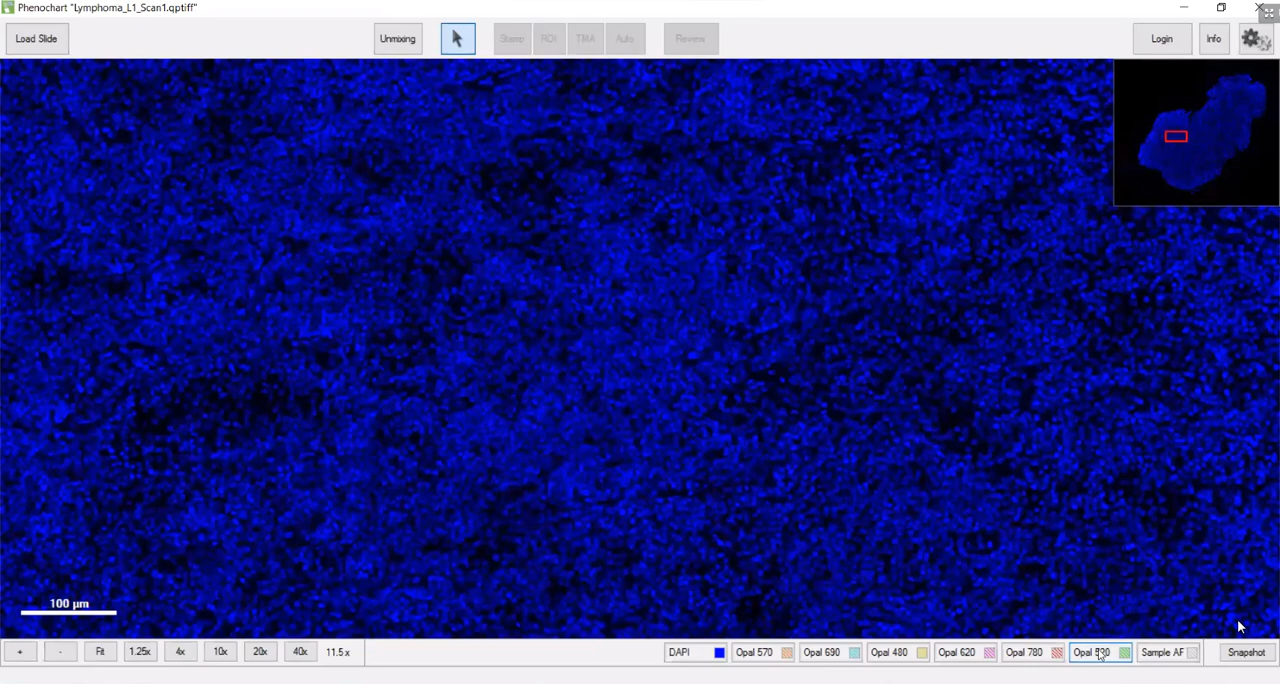 Phenochart "Lymphoma_L1_Scan1.qptiff"
Load Slide Unmixing Stamp ROI TMA Auto Review Login Info
100 µm
+ - Fit 1.25x 4x 10x 20x 40x 11.5 x DAPI Opal 570 Opal 690 Opal 480 Opal 620 Opal 780 Opal Sample AF Snapshot